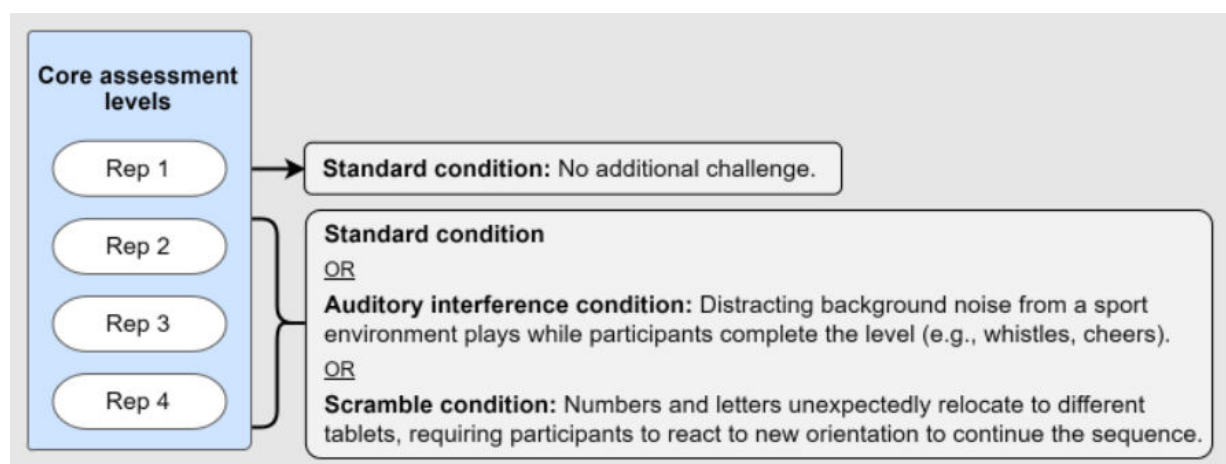 Core assessment
levels
Rep 1
Standard condition: No additional challenge.
Rep 2
Rep 3
Rep 4
Standard condition
OR
Auditory interference condition: Distracting background noise from a sport
environment plays while participants complete the level (e.g., whistles, cheers).
OR
Scramble condition: Numbers and letters unexpectedly relocate to different
tablets, requiring participants to react to new orientation to continue the sequence.